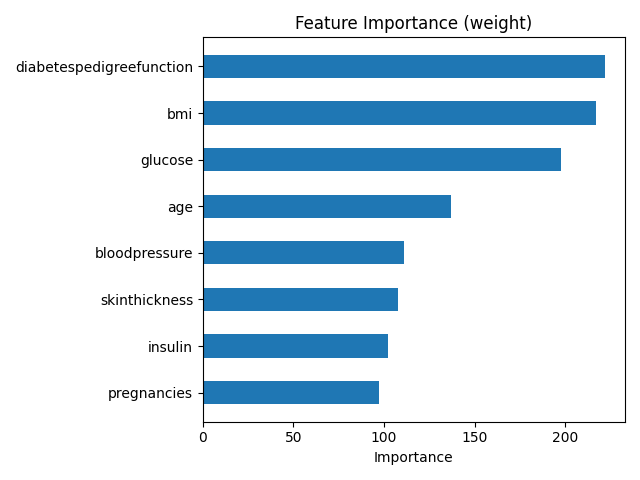 Feature Importance (weight)
diabetespedigreefunction
bmi
glucose
age
bloodpressure
skinthickness
insulin
pregnancies
0 50 100 150 200
Importance